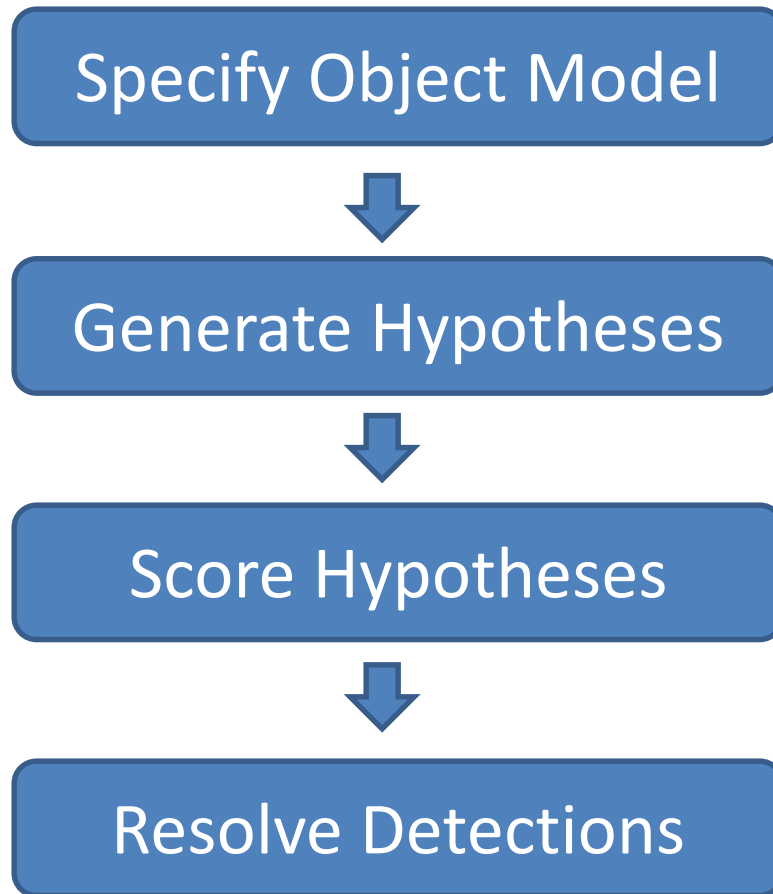 Specify Object Model
Generate Hypotheses
Score Hypotheses
Resolve Detections